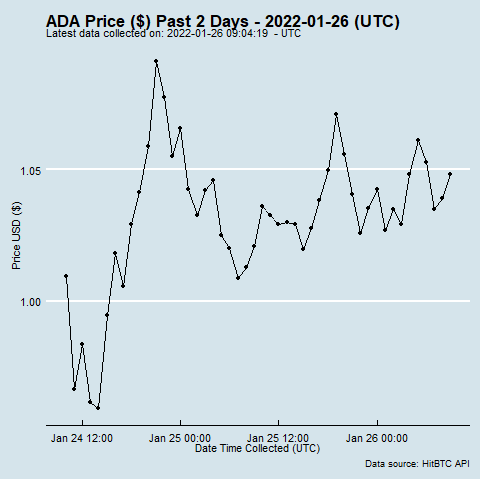 ADA Price ($) Past 2 Days - 2022-01-26 (UTC)
Latest data collected on: 2022-01-26 09:04:19  - UTC
1.05
Price USD ($)
1.00
Jan 24 12:00 Jan 25 00:00 Jan 25 12:00 Jan 26 00:00
Date Time Collected (UTC)
Data source: HitBTC API